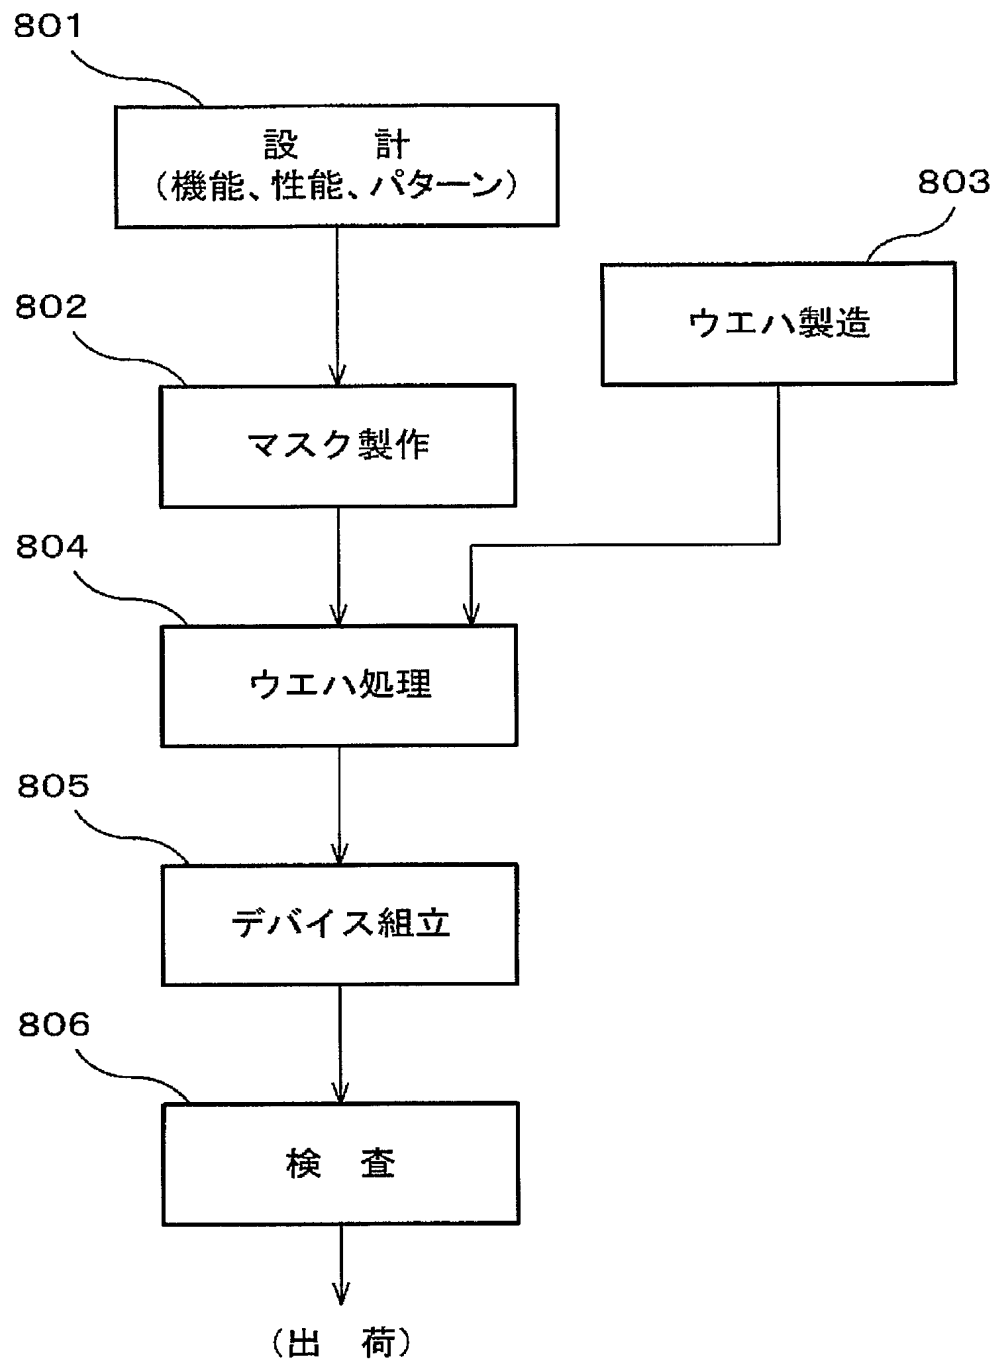 801
設　計
(機能、性能、パターン)
803
ウエハ製造
802
マスク製作
804
ウエハ処理
805
デバイス組立
806
検　査
(出　荷)